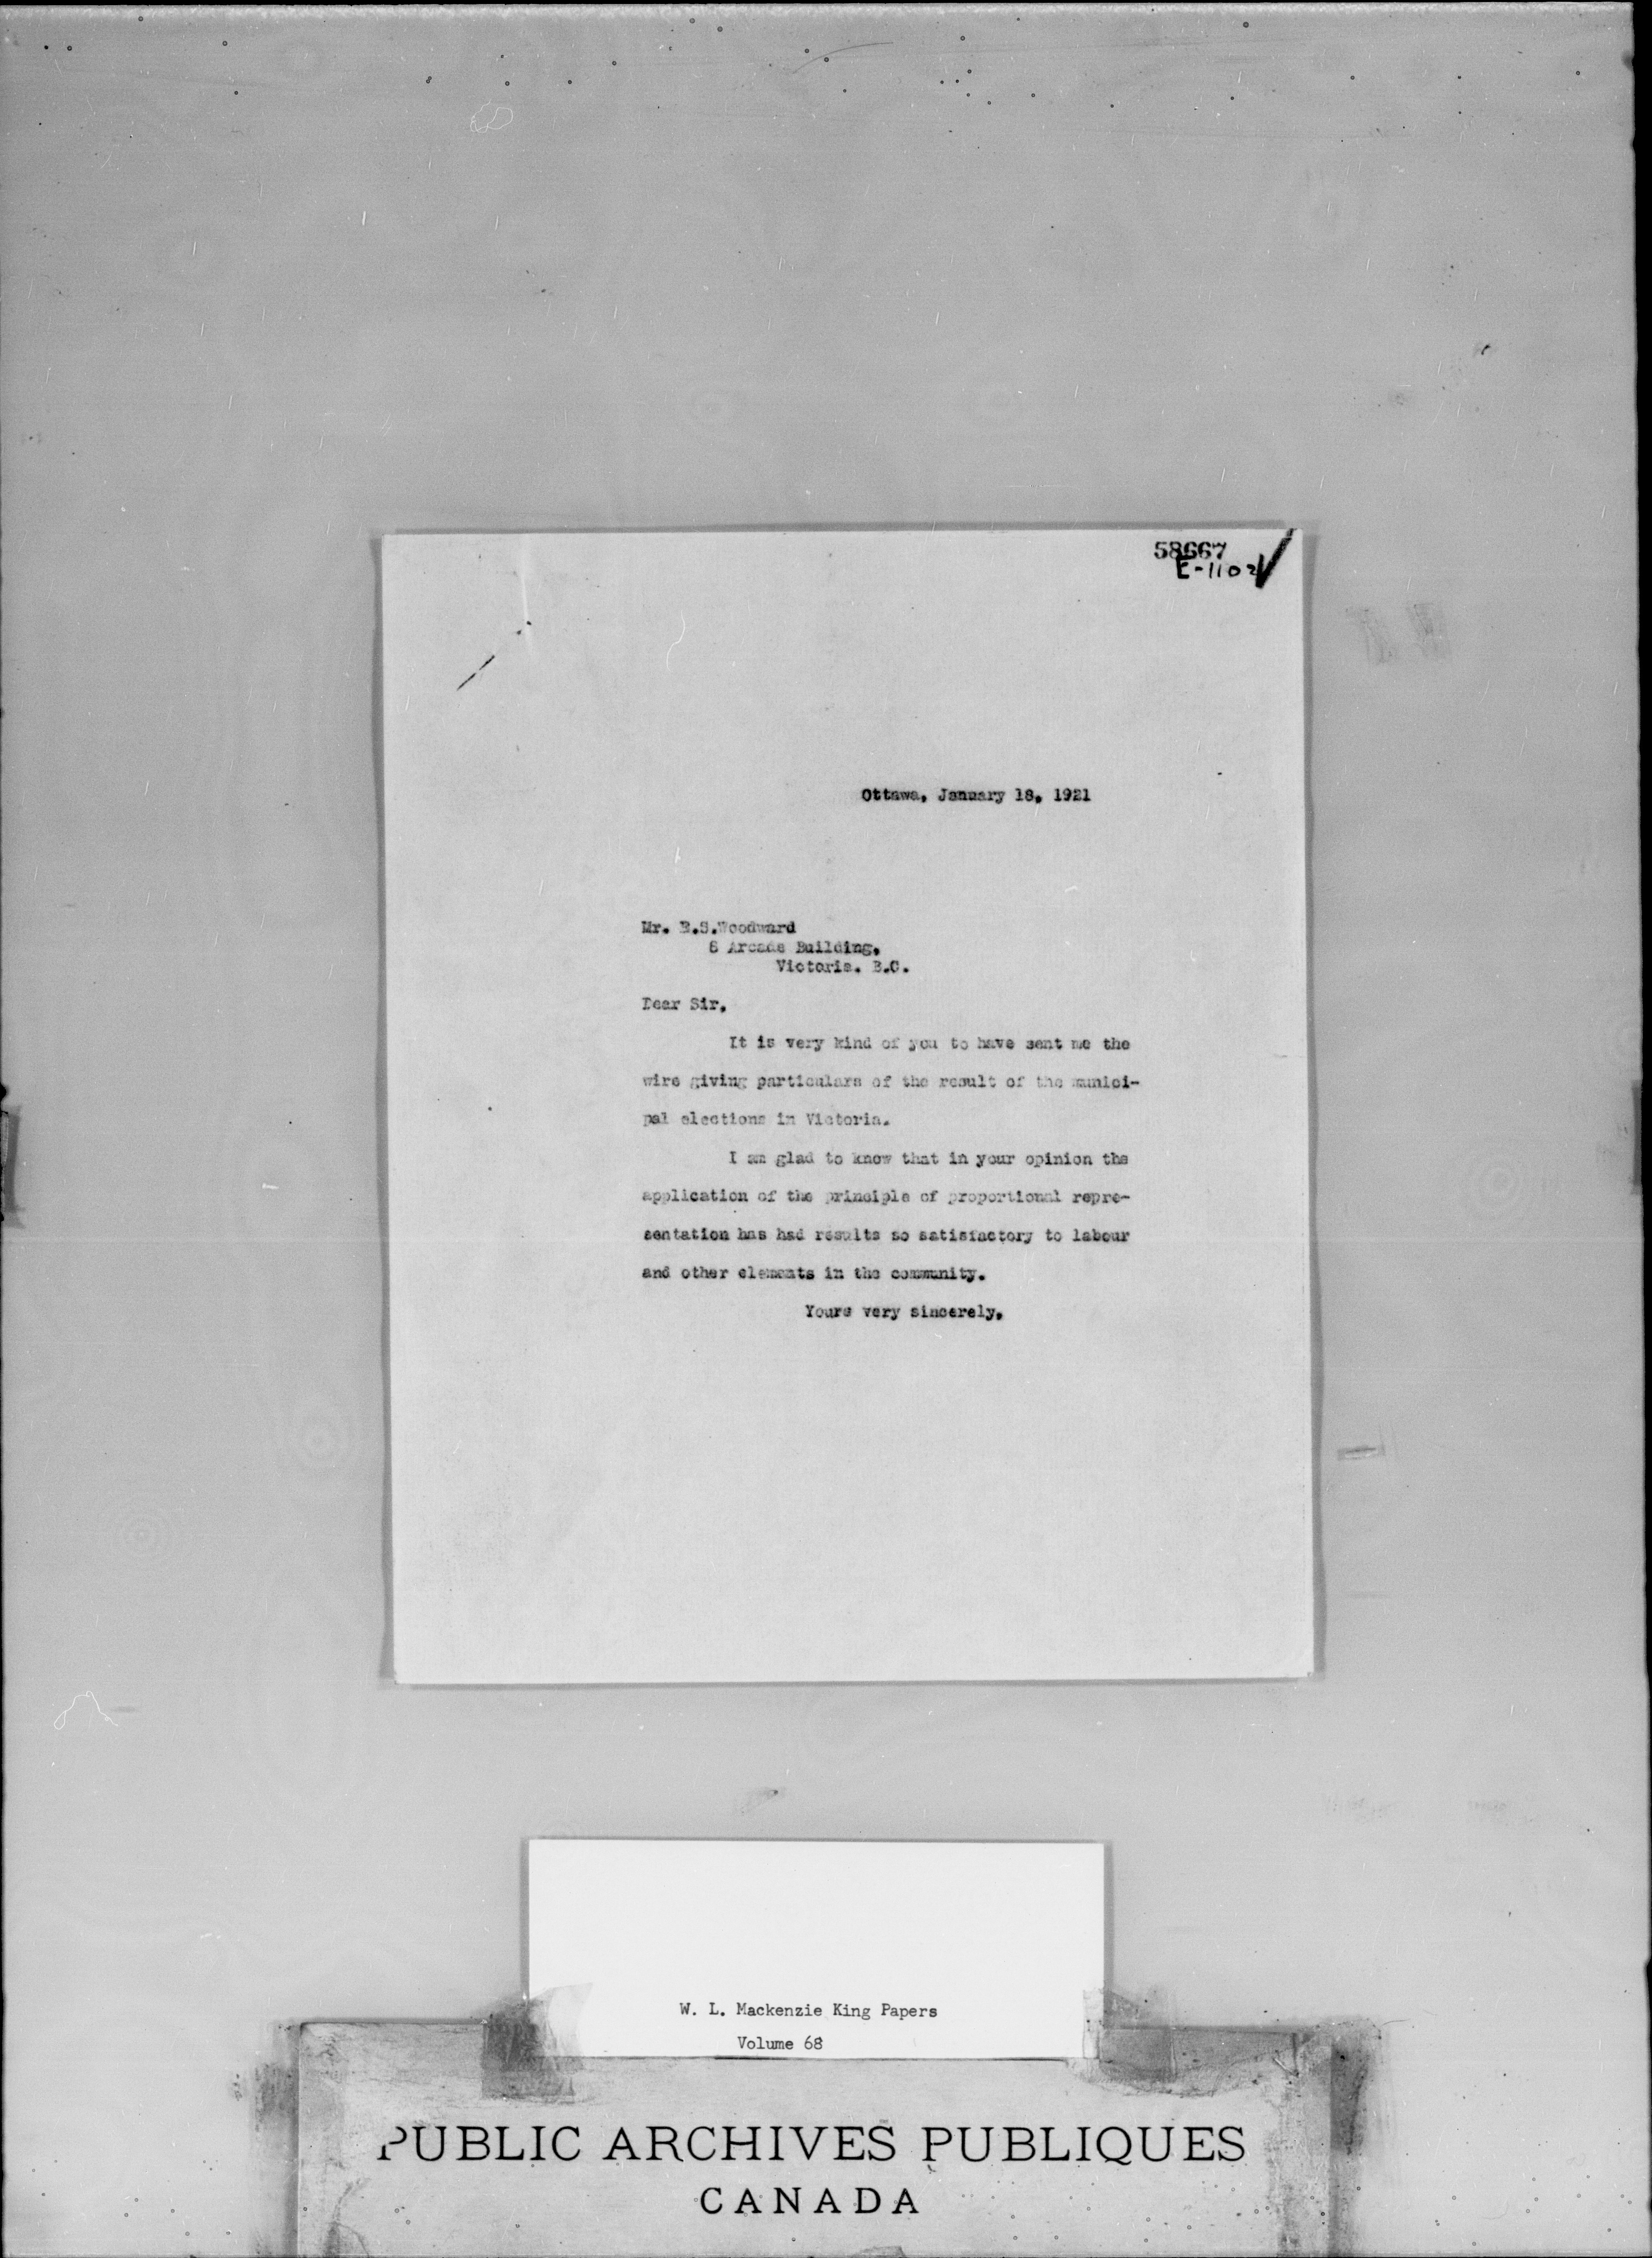 58667
E-1102
Ottawa, January 18, 1921
Mr. E.S.Woodward
8 Arcade Building,
Victoria. B.C.
Dear Sir,
It is very kind of you to have sent me the
wire giving particulars of the result of the munici-
pal elections in Victoria.
I am glad to know that in your opinion the
application of the principle of proportional repre-
sentation has had results so satisfactory to labour
and other elements in the community.
Yours very sincerely,
W. L. Mackenzie King Papers
Volume 68
PUBLIC ARCHIVES PUBLIQUES
CANADA